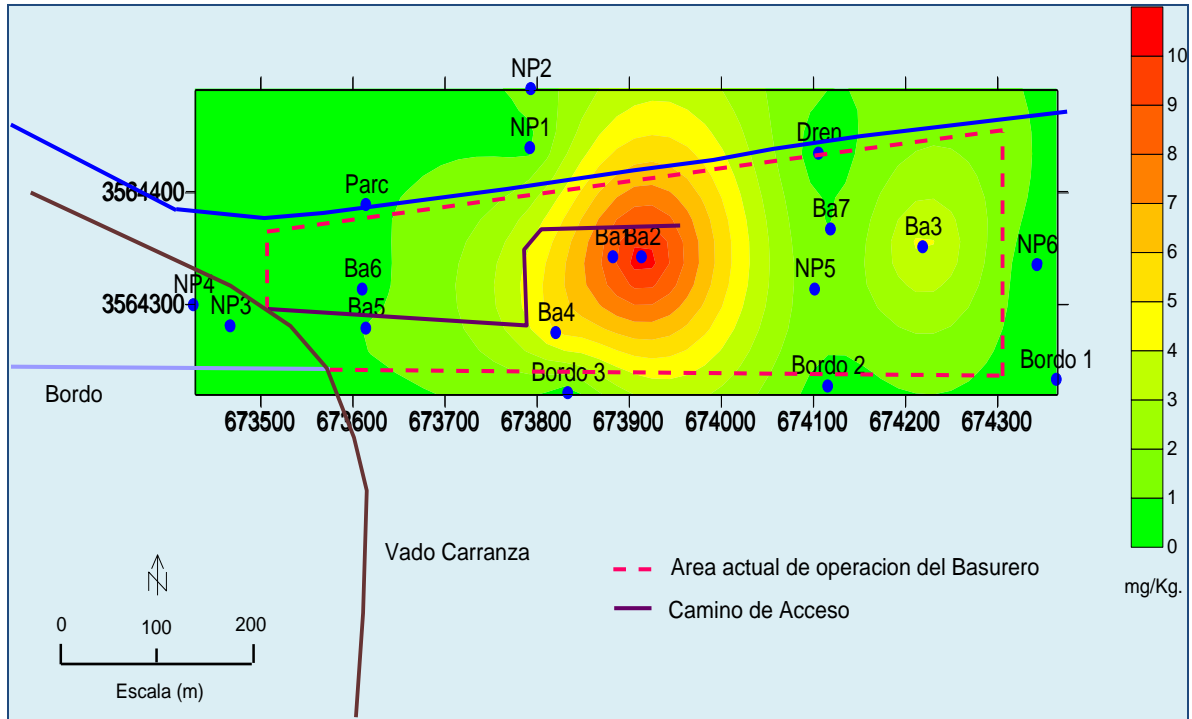 NP2
NP1
Dren
Parc
3564400
Ba7
Ba3
Ba1
Ba2
NP6
Ba6
NP5
NP4
3564300
NP3
Ba5
Ba4
Bordo 1
Bordo 2
Bordo 3
Bordo
673500 673600 673700 673800 673900 674000 674100 674200 674300
10
9
8
7
6
5
4
3
2
1
0
mg/Kg.
Vado Carranza
Area actual de operacion del Basurero
Camino de Acceso
N
0 100 200
Escala (m)